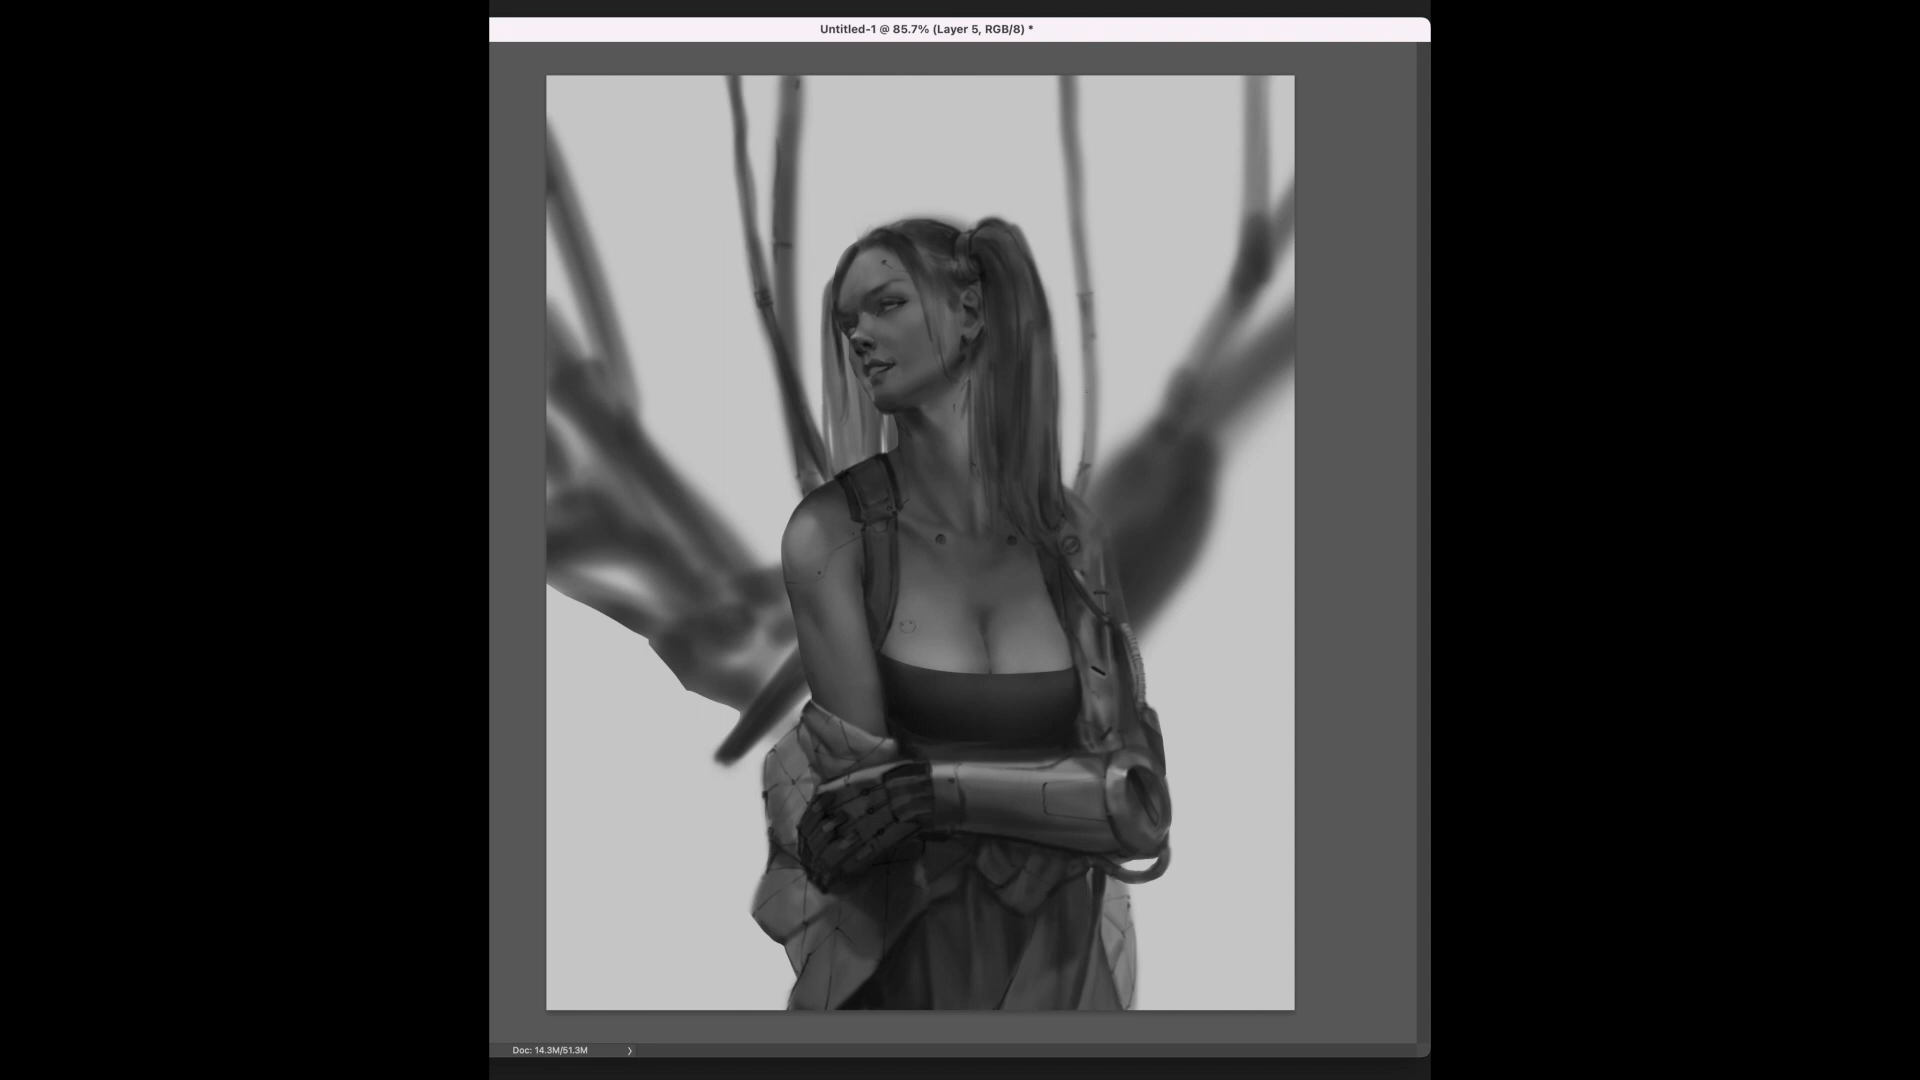 Untitled-1 @ 85.7% (Layer 5, RGB/8) *
Doc: 14.3M/51.3M